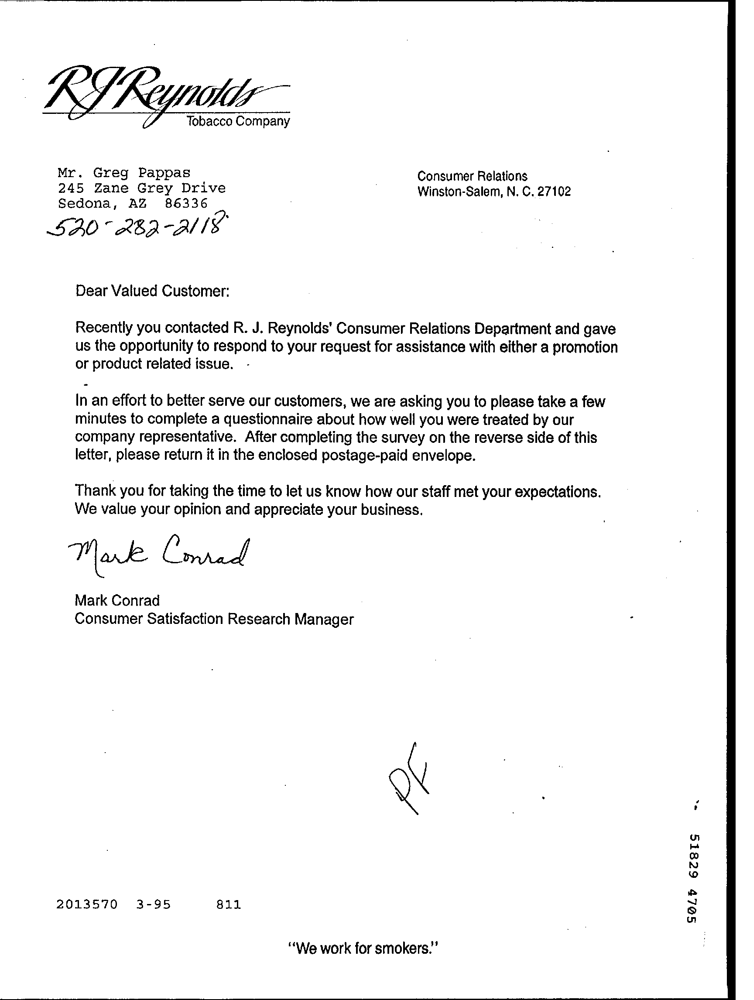 RJReynolds
Tobacco Company
Mr. Greg Pappas
245 Zane Grey Drive
Sedona, AZ 86336
520-282-2118
Consumer Relations
Winston-Salem, N. C. 27102
Dear Valued Customer:
Recently you contacted R. J. Reynolds' Consumer Relations Department and gave
us the opportunity to respond to your request for assistance with either a promotion
or product related issue.
In an effort to better serve our customers, we are asking you to please take a few
minutes to complete a questionnaire about how well you were treated by our
company representative. After completing the survey on the reverse side of this
letter, please return it in the enclosed postage-paid envelope.
Thank you for taking the time to let us know how our staff met your expectations.
We value your opinion and appreciate your business.
Mark Conrad
Mark Conrad
Consumer Satisfaction Research Manager
PF
51829 4705
2013570 3-95 811
"We work for smokers."